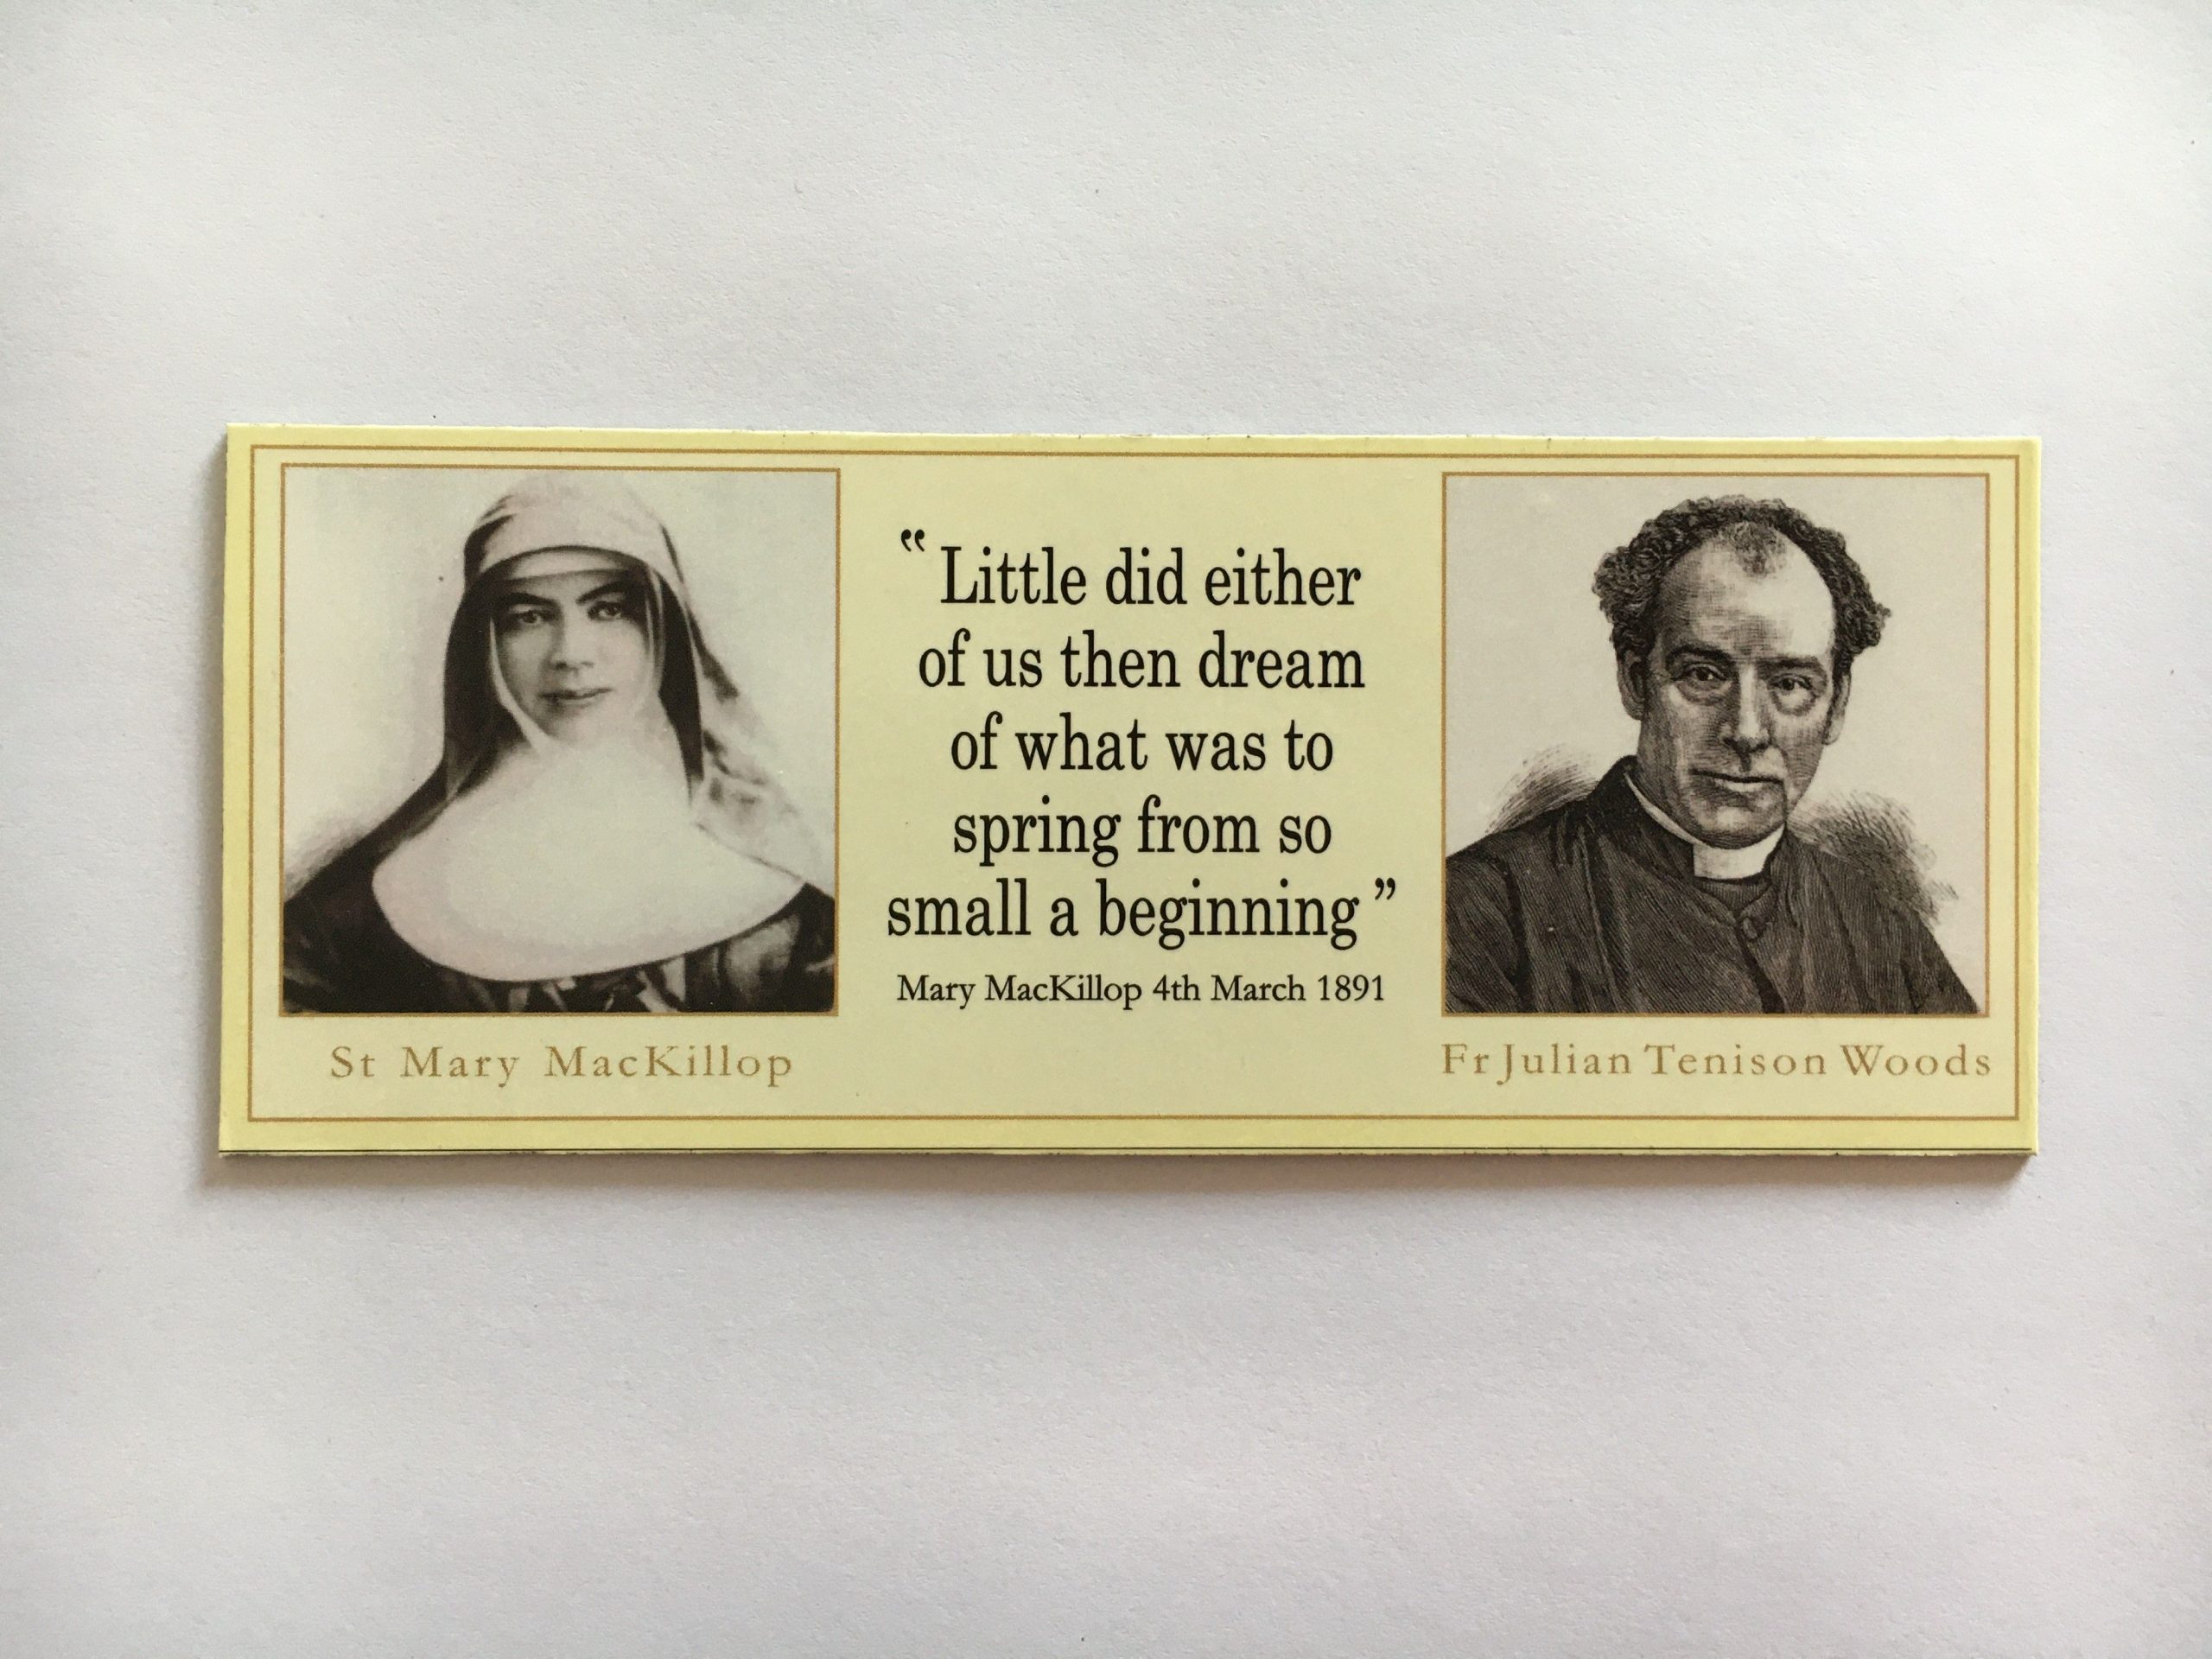 “ Little did either
of us then dream
of what was to
spring from so
small a beginning ”
Mary MacKillop 4th March 1891
St Mary MacKillop
Fr Julian Tenison Woods